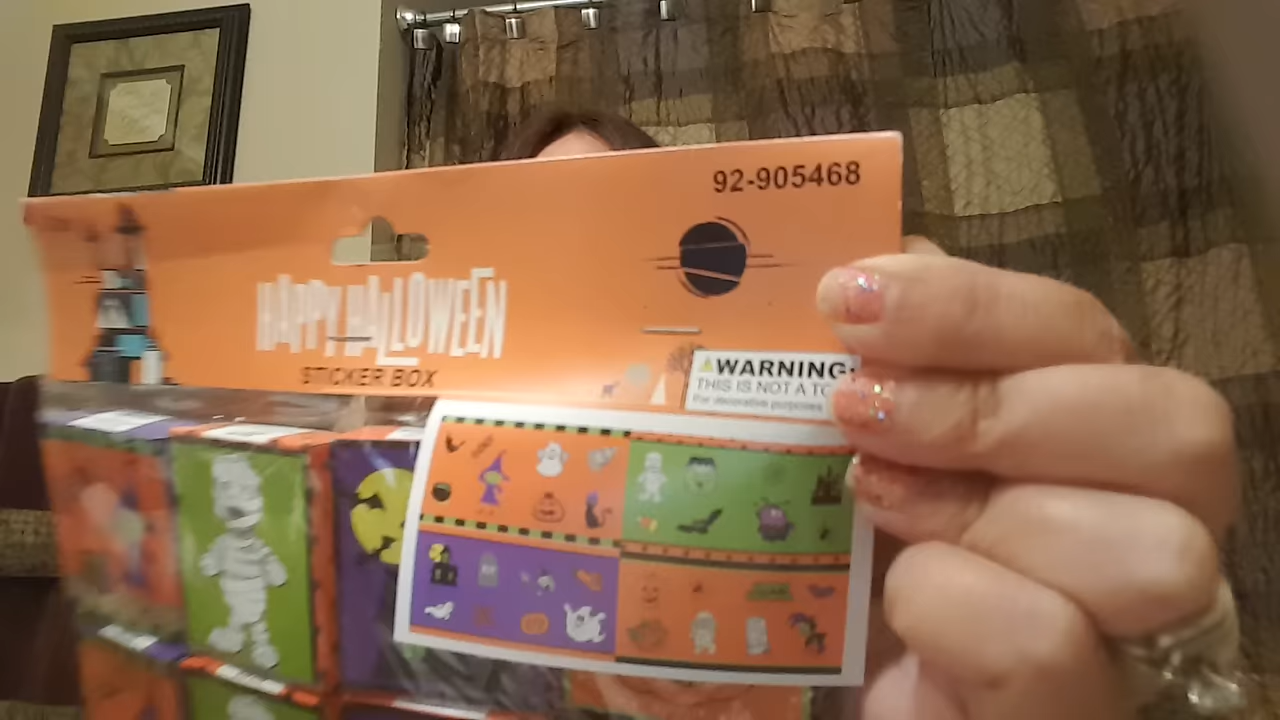 92-905468
HAPPY HALLOWEEN
STICKER BOX
WARNING:
THIS IS NOT A TO
For decorative purposes